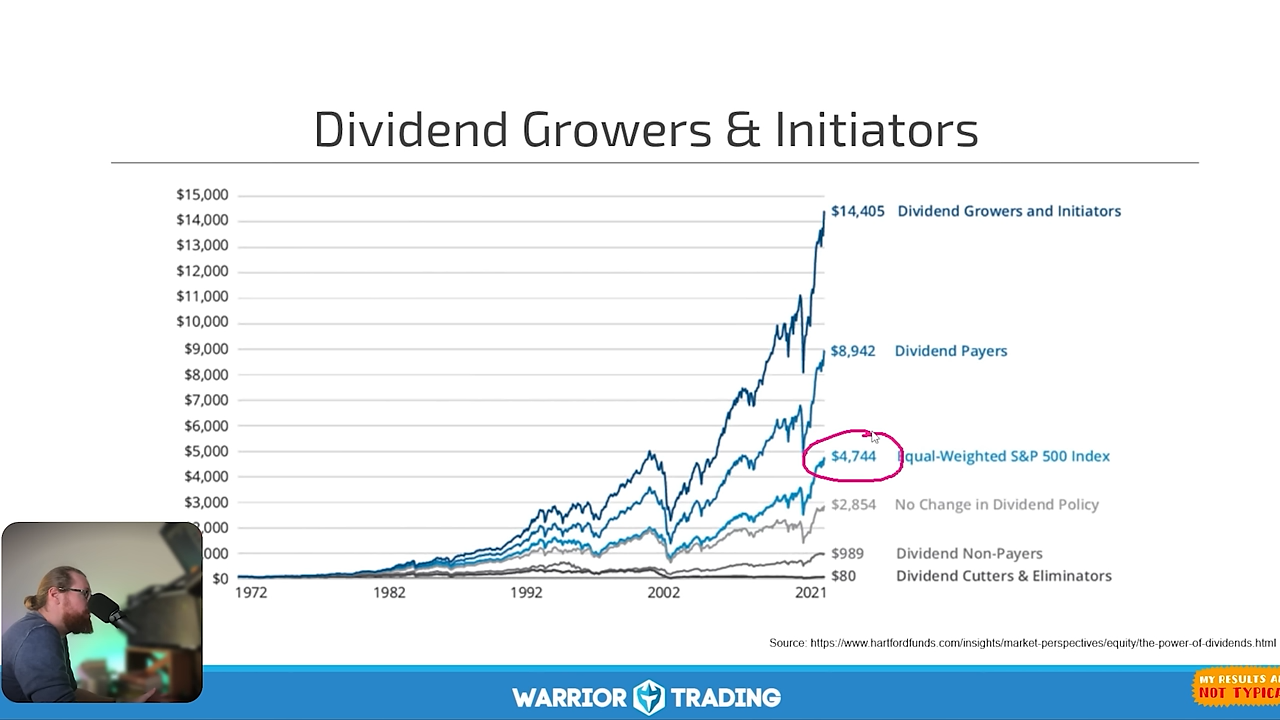 Dividend Growers & Initiators
$15,000
$14,000
$13,000
$12,000
$11,000
$10,000
$9,000
$8,000
$7,000
$6,000
$5,000
$4,000
$3,000
,000
,000
$0
1972 1982 1992 2002 2021
$14,405 Dividend Growers and Initiators
$8,942 Dividend Payers
$4,744 Equal-Weighted S&P 500 Index
$2,854 No Change in Dividend Policy
$989 Dividend Non-Payers
$80 Dividend Cutters & Eliminators
Source: https://www.hartfordfunds.com/insights/market-perspectives/equity/the-power-of-dividends.html
WARRIOR TRADING
MY RESULTS A
NOT TYPICA